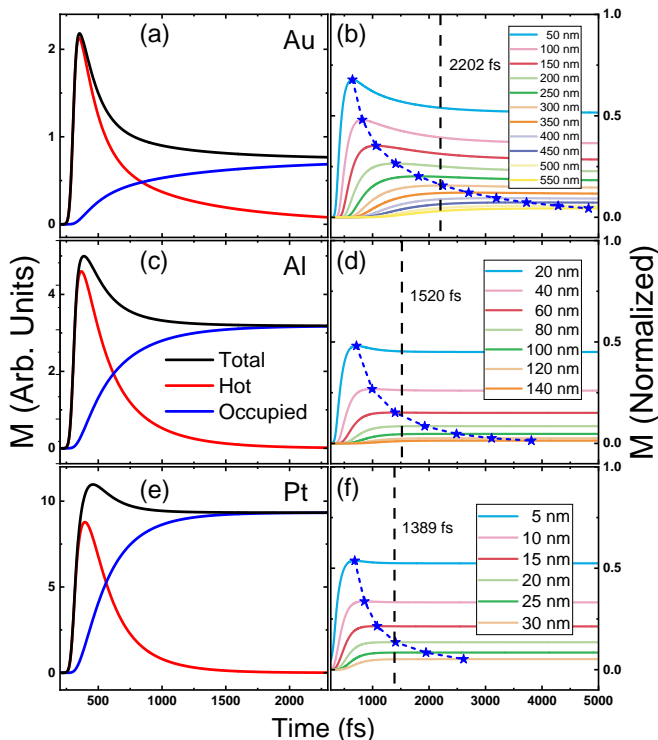 (a) Au
(b)
2202 fs
50 nm
100 nm
150 nm
200 nm
250 nm
300 nm
350 nm
400 nm
450 nm
500 nm
550 nm
2
1
0
1.0
0.5
0.0
(c) Al
Total
Hot
Occupied
(d)
1520 fs
20 nm
40 nm
60 nm
80 nm
100 nm
120 nm
140 nm
4
2
0
1.0
0.5
0.0
M (Arb. Units)
M (Normalized)
(e) Pt
(f)
1389 fs
5 nm
10 nm
15 nm
20 nm
25 nm
30 nm
10
5
0
1.0
0.5
0.0
500 1000 1500 2000
1000 2000 3000 4000 5000
Time (fs)